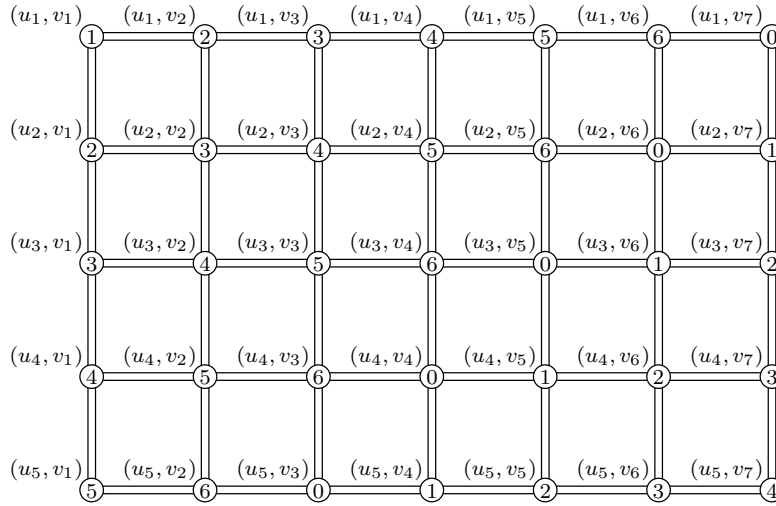 (u₁, v₁) (u₁, v₂) (u₁, v₃) (u₁, v₄) (u₁, v₅) (u₁, v₆) (u₁, v₇)
1 2 3 4 5 6 0
(u₂, v₁) (u₂, v₂) (u₂, v₃) (u₂, v₄) (u₂, v₅) (u₂, v₆) (u₂, v₇)
2 3 4 5 6 0 1
(u₃, v₁) (u₃, v₂) (u₃, v₃) (u₃, v₄) (u₃, v₅) (u₃, v₆) (u₃, v₇)
3 4 5 6 0 1 2
(u₄, v₁) (u₄, v₂) (u₄, v₃) (u₄, v₄) (u₄, v₅) (u₄, v₆) (u₄, v₇)
4 5 6 0 1 2 3
(u₅, v₁) (u₅, v₂) (u₅, v₃) (u₅, v₄) (u₅, v₅) (u₅, v₆) (u₅, v₇)
5 6 0 1 2 3 4